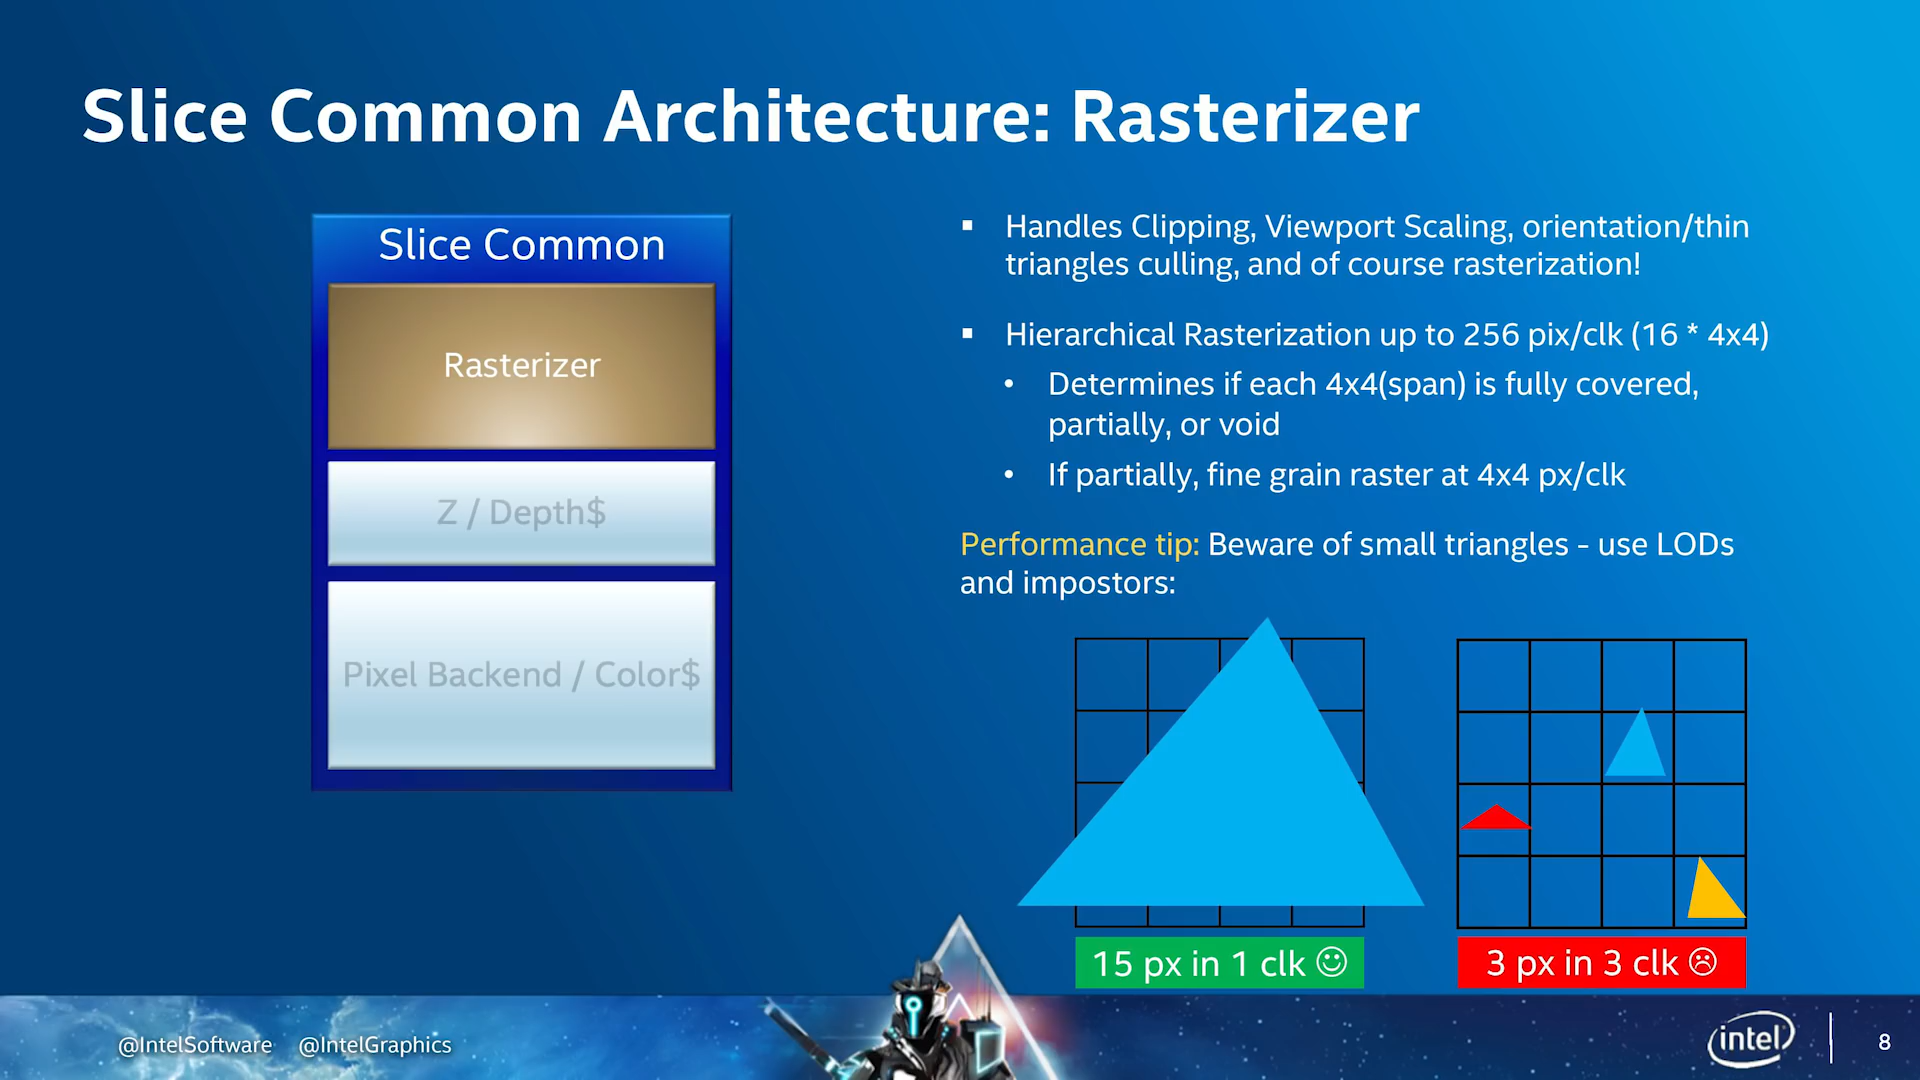 Slice Common Architecture: Rasterizer
Slice Common
Rasterizer
Z / Depth$
Pixel Backend / Color$
▪ Handles Clipping, Viewport Scaling, orientation/thin
triangles culling, and of course rasterization!
▪ Hierarchical Rasterization up to 256 pix/clk (16 * 4x4)
• Determines if each 4x4(span) is fully covered,
partially, or void
• If partially, fine grain raster at 4x4 px/clk
Performance tip: Beware of small triangles - use LODs
and impostors:
15 px in 1 clk ☺
3 px in 3 clk ☹
@IntelSoftware @IntelGraphics
intel
8